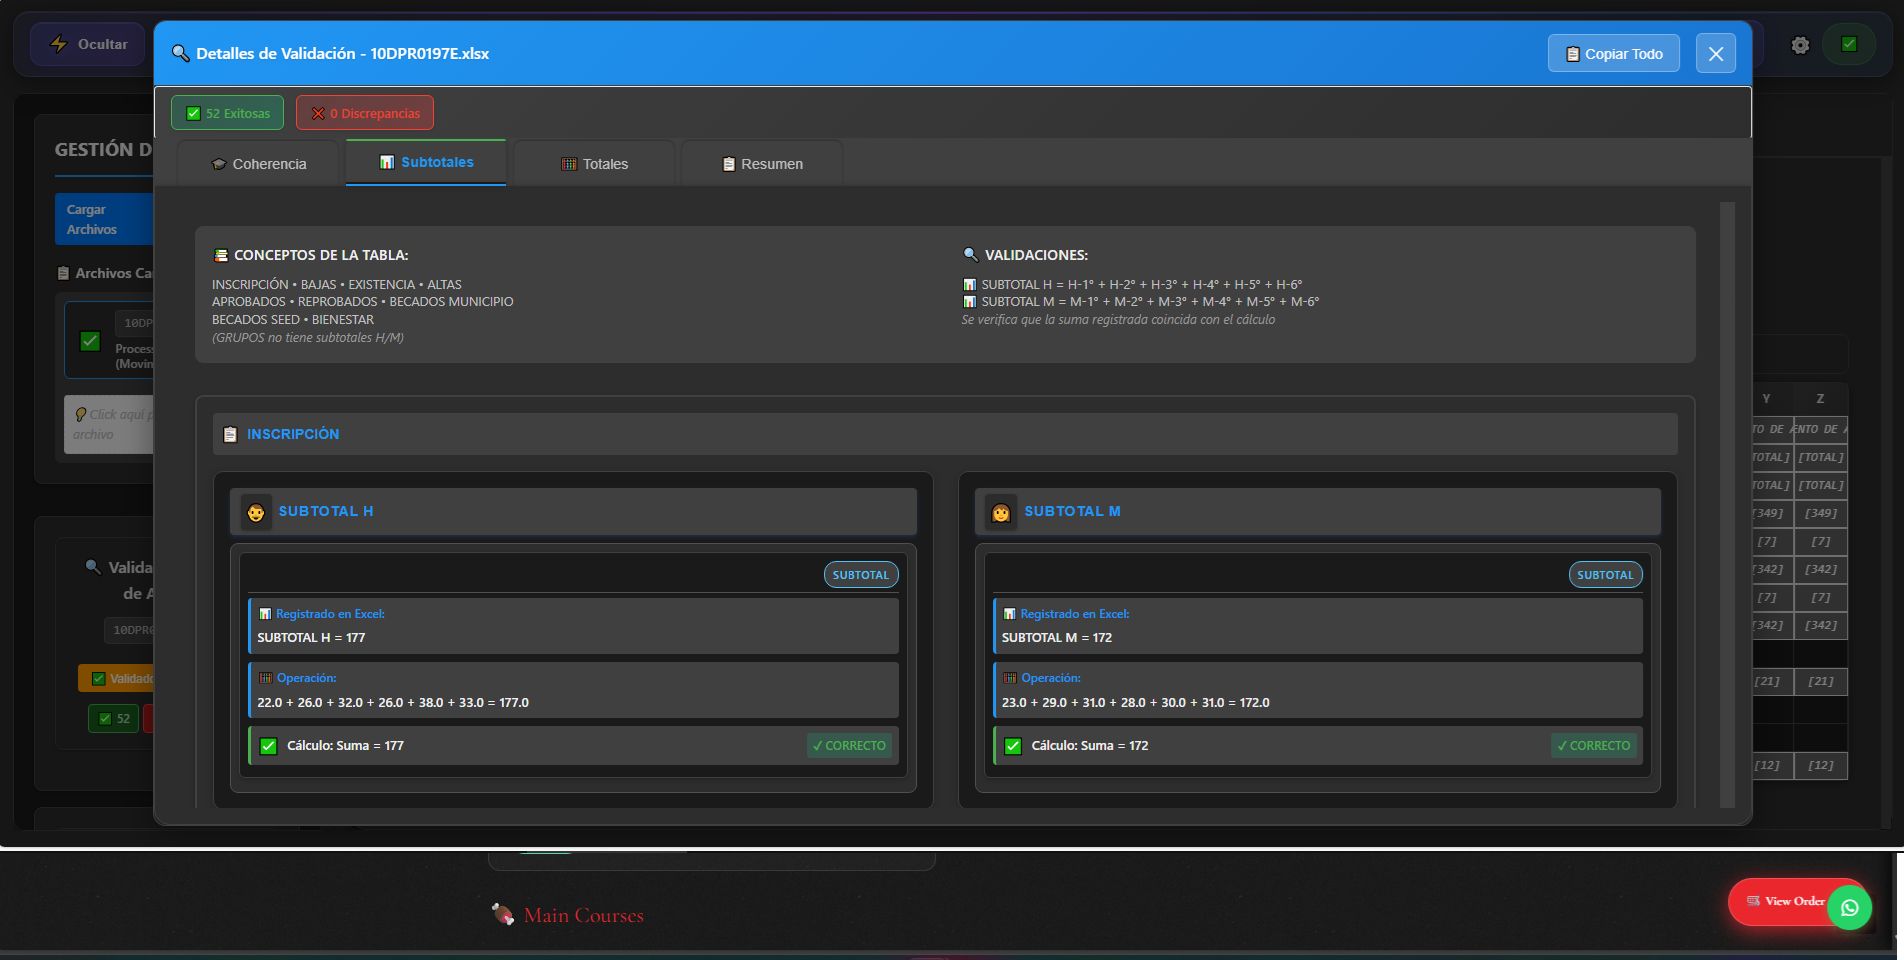 Ocultar
Detalles de Validación - 10DPR0197E.xlsx
Copiar Todo
52 Exitosas
0 Discrepancias
GESTIÓN D
Coherencia
Subtotales
Totales
Resumen
Cargar
Archivos
Archivos Ca
10DP
Proces
(Movin
Click aquí p
archivo
CONCEPTOS DE LA TABLA:
INSCRIPCIÓN • BAJAS • EXISTENCIA • ALTAS
APROBADOS • REPROBADOS • BECADOS MUNICIPIO
BECADOS SEED • BIENESTAR
(GRUPOS no tiene subtotales H/M)
VALIDACIONES:
SUBTOTAL H = H-1° + H-2° + H-3° + H-4° + H-5° + H-6°
SUBTOTAL M = M-1° + M-2° + M-3° + M-4° + M-5° + M-6°
Se verifica que la suma registrada coincida con el cálculo
INSCRIPCIÓN
SUBTOTAL H
SUBTOTAL
Registrado en Excel:
SUBTOTAL H = 177
Operación:
22.0 + 26.0 + 32.0 + 26.0 + 38.0 + 33.0 = 177.0
Cálculo: Suma = 177
✓ CORRECTO
SUBTOTAL M
SUBTOTAL
Registrado en Excel:
SUBTOTAL M = 172
Operación:
23.0 + 29.0 + 31.0 + 28.0 + 30.0 + 31.0 = 172.0
Cálculo: Suma = 172
✓ CORRECTO
Valida
de A
10DPR0
Validado
52
Y Z
TO DE A ENTO DE A
TOTAL] [TOTAL]
TOTAL] [TOTAL]
[349] [349]
[7] [7]
[342] [342]
[7] [7]
[342] [342]
[21] [21]
[12] [12]
Main Courses
View Order